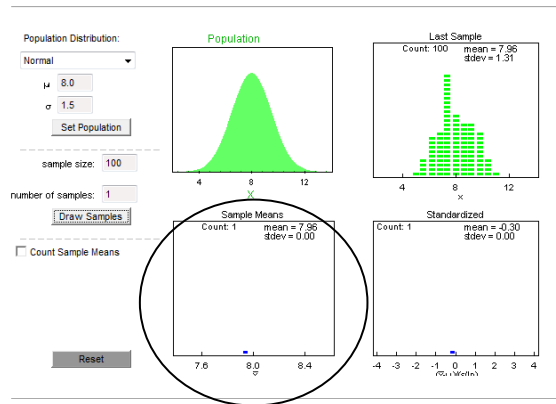 Population Distribution:
Normal
μ 8.0
σ 1.5
Set Population
sample size: 100
number of samples: 1
Draw Samples
Count Sample Means
Reset
Population
4 8 12
X
Last Sample
Count: 100 mean = 7.96
stdev = 1.31
4 8 12
x
Sample Means
Count: 1 mean = 7.96
stdev = 0.00
7.6 8.0 8.4
Standardized
Count: 1 mean = -0.30
stdev = 0.00
-4 -3 -2 -1 0 1 2 3 4